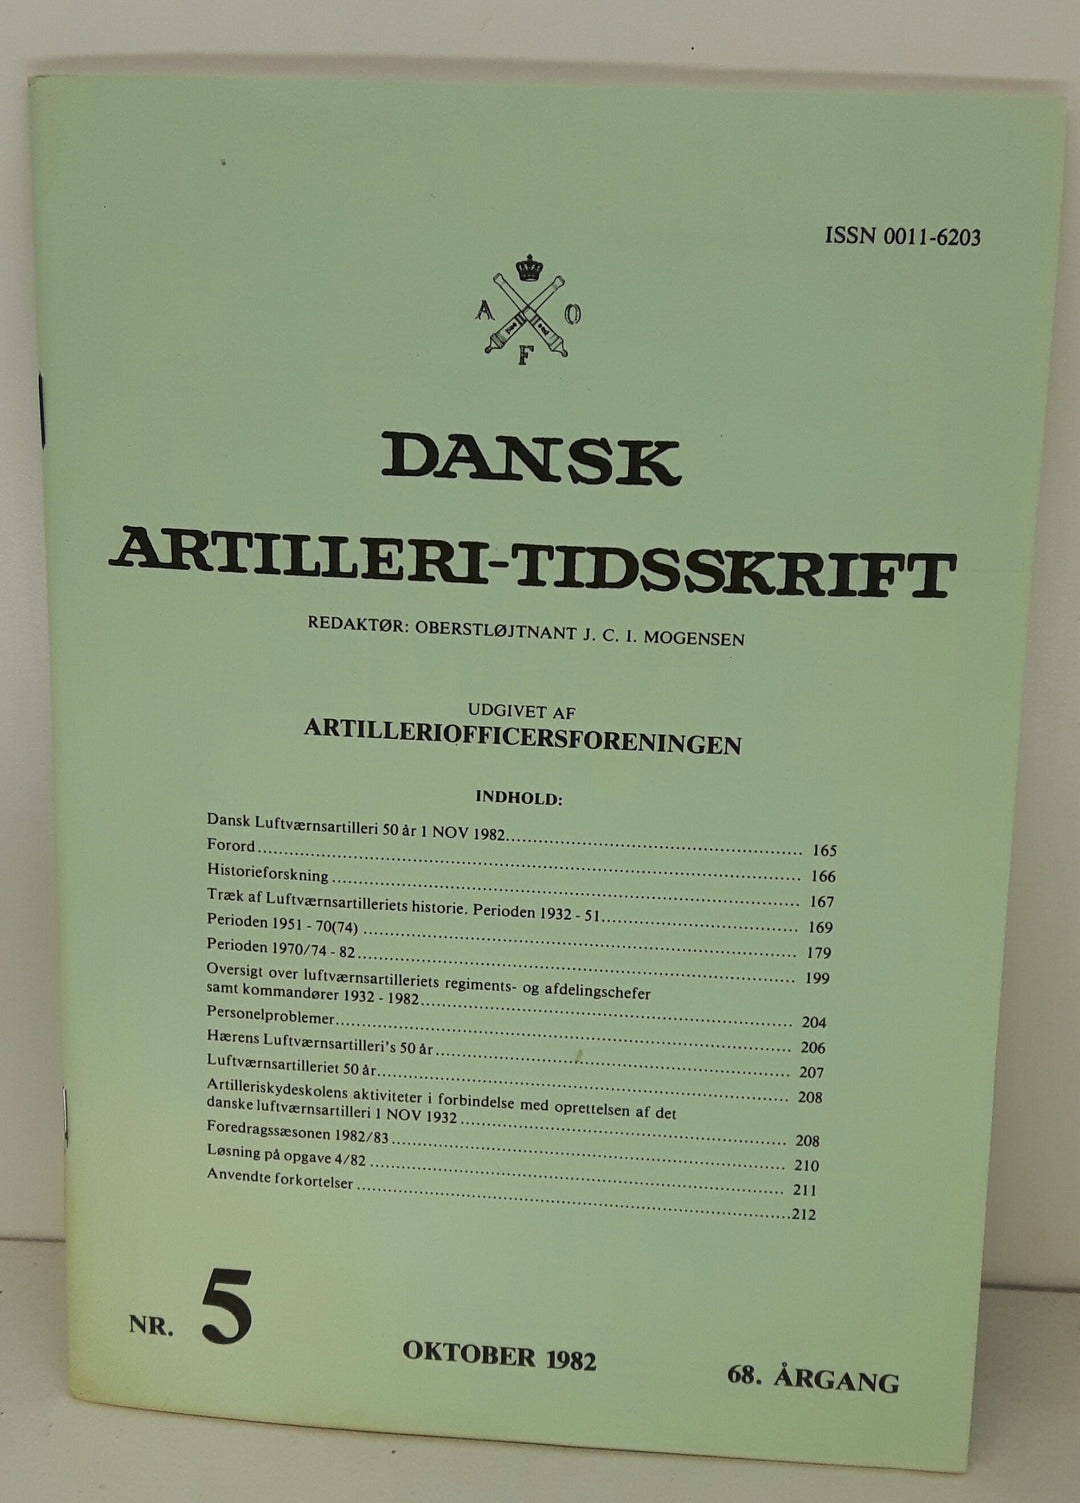 ISSN 0011-6203
A O
F
DANSK
ARTILLERI-TIDSSKRIFT
REDAKTØR: OBERSTLØJTNANT J. C. I. MOGENSEN
UDGIVET AF
ARTILLERIOFFICERSFORENINGEN
INDHOLD:
Dansk Luftværnsartilleri 50 år 1 NOV 1982 165
Forord 166
Historieforskning 167
Træk af Luftværnsartilleriets historie. Perioden 1932 - 51 169
Perioden 1951 - 70(74) 179
Perioden 1970/74 - 82 199
Oversigt over luftværnsartilleriets regiments- og afdelingschefer
samt kommandører 1932 - 1982 204
Personelproblemer 206
Hærens Luftværnsartilleri's 50 år 207
Luftværnsartilleriet 50 år 208
Artilleriskydeskolens aktiviteter i forbindelse med oprettelsen af det
danske luftværnsartilleri 1 NOV 1932 208
Foredragssæsonen 1982/83 210
Løsning på opgave 4/82 211
Anvendte forkortelser 212
NR. 5
OKTOBER 1982
68. ÅRGANG